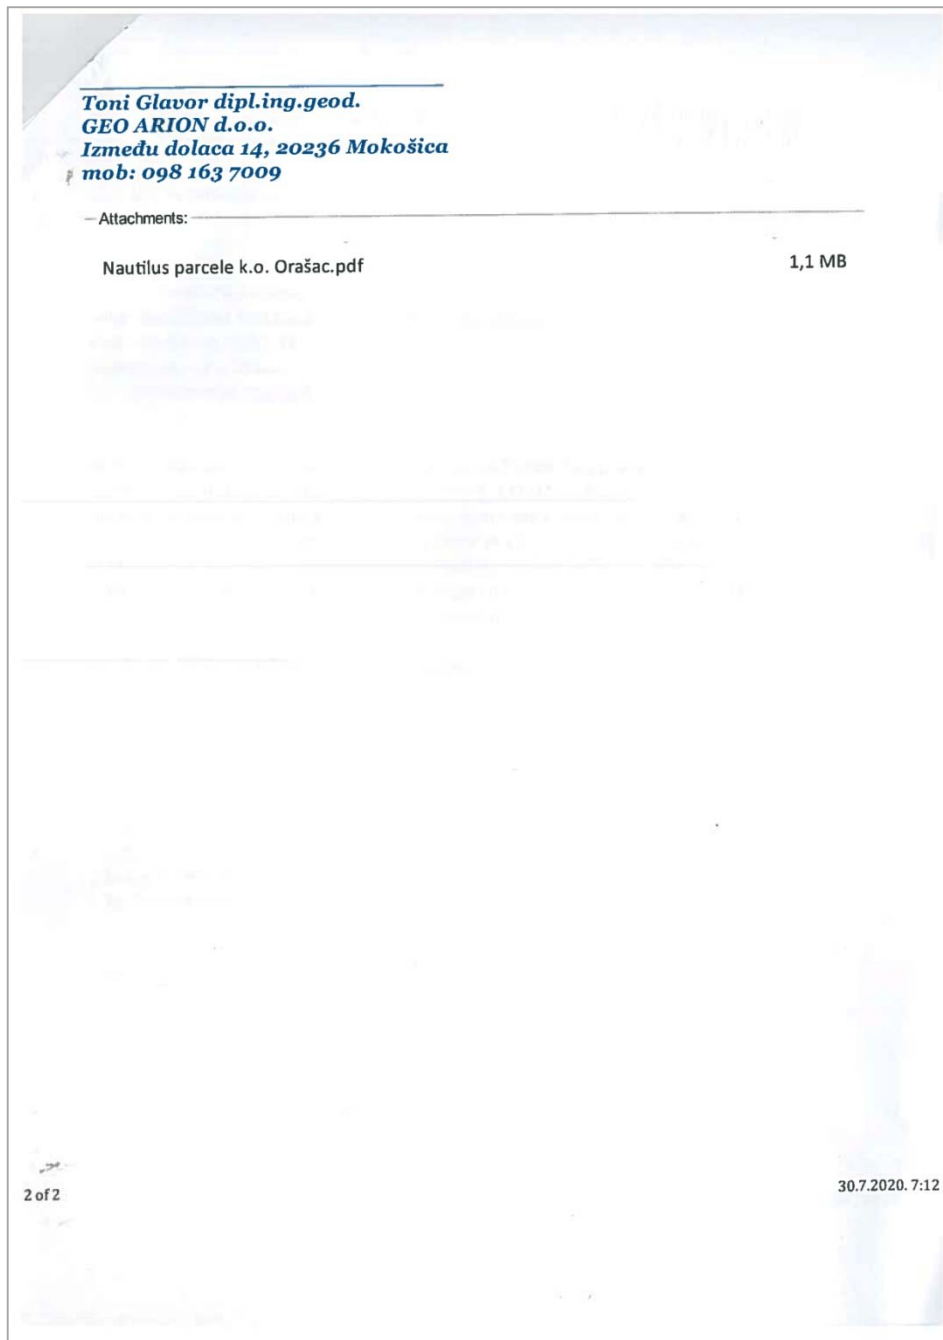 Toni Glavor dipl.ing.geod.
GEO ARION d.o.o.
Između dolaca 14, 20236 Mokošica
mob: 098 163 7009
Attachments:
Nautilus parcele k.o. Orašac.pdf 1,1 MB
2 of 2 30.7.2020. 7:12